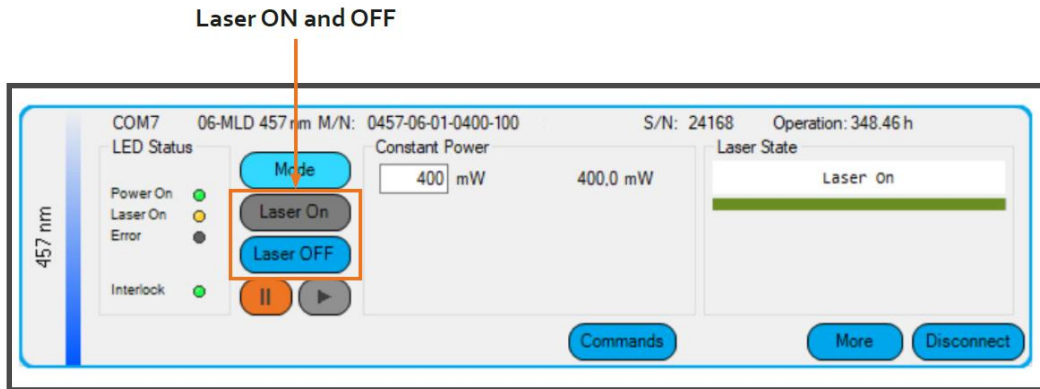 Laser ON and OFF
COM7 06-MLD 457 nm M/N: 0457-06-01-0400-100 S/N: 24168 Operation: 348.46 h
LED Status
Power On
Laser On
Error
Interlock
457 nm
Mode
Laser On
Laser OFF
Constant Power
400 mW 400,0 mW
Laser State
Laser On
Commands
More
Disconnect